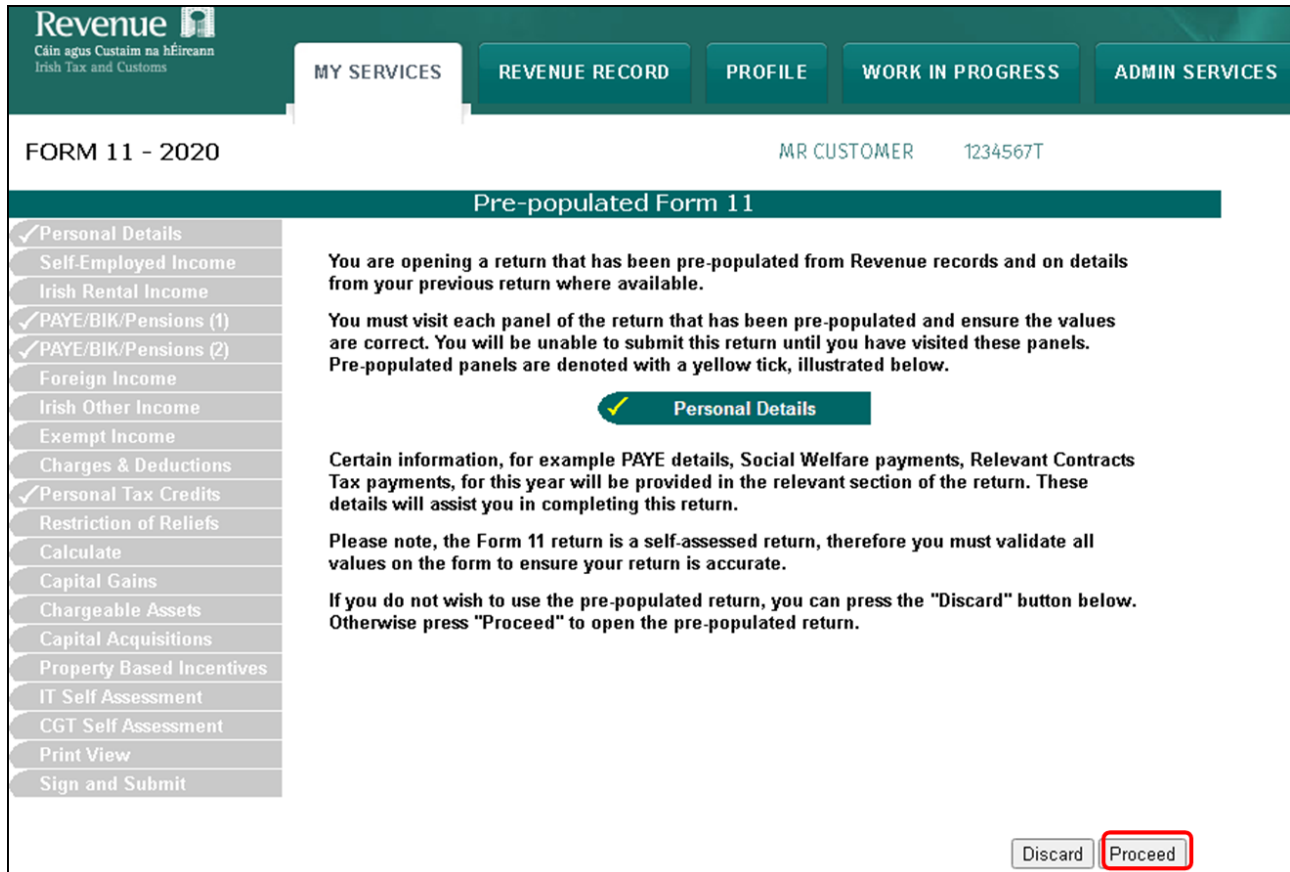 Revenue
Cáin agus Custaim na hÉireann
Irish Tax and Customs
MY SERVICES
REVENUE RECORD
PROFILE
WORK IN PROGRESS
ADMIN SERVICES
FORM 11 - 2020
MR CUSTOMER 1234567T
Pre-populated Form 11
Personal Details
Self-Employed Income
Irish Rental Income
PAYE/BIK/Pensions (1)
PAYE/BIK/Pensions (2)
Foreign Income
Irish Other Income
Exempt Income
Charges & Deductions
Personal Tax Credits
Restriction of Reliefs
Calculate
Capital Gains
Chargeable Assets
Capital Acquisitions
Property Based Incentives
IT Self Assessment
CGT Self Assessment
Print View
Sign and Submit
You are opening a return that has been pre-populated from Revenue records and on details
from your previous return where available.
You must visit each panel of the return that has been pre-populated and ensure the values
are correct. You will be unable to submit this return until you have visited these panels.
Pre-populated panels are denoted with a yellow tick, illustrated below.
Personal Details
Certain information, for example PAYE details, Social Welfare payments, Relevant Contracts
Tax payments, for this year will be provided in the relevant section of the return. These
details will assist you in completing this return.
Please note, the Form 11 return is a self-assessed return, therefore you must validate all
values on the form to ensure your return is accurate.
If you do not wish to use the pre-populated return, you can press the "Discard" button below.
Otherwise press "Proceed" to open the pre-populated return.
Discard
Proceed